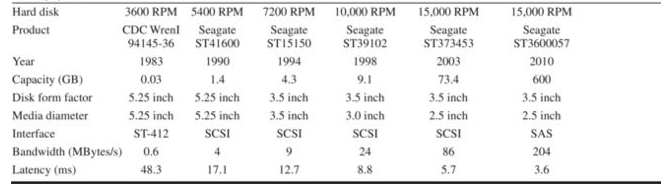 Hard disk 3600 RPM 5400 RPM 7200 RPM 10,000 RPM 15,000 RPM 15,000 RPM
Product CDC WrenI Seagate Seagate Seagate Seagate Seagate
94145-36 ST41600 ST15150 ST39102 ST373453 ST3600057
Year 1983 1990 1994 1998 2003 2010
Capacity (GB) 0.03 1.4 4.3 9.1 73.4 600
Disk form factor 5.25 inch 5.25 inch 3.5 inch 3.5 inch 3.5 inch 3.5 inch
Media diameter 5.25 inch 5.25 inch 3.5 inch 3.0 inch 2.5 inch 2.5 inch
Interface ST-412 SCSI SCSI SCSI SCSI SAS
Bandwidth (MBytes/s) 0.6 4 9 24 86 204
Latency (ms) 48.3 17.1 12.7 8.8 5.7 3.6